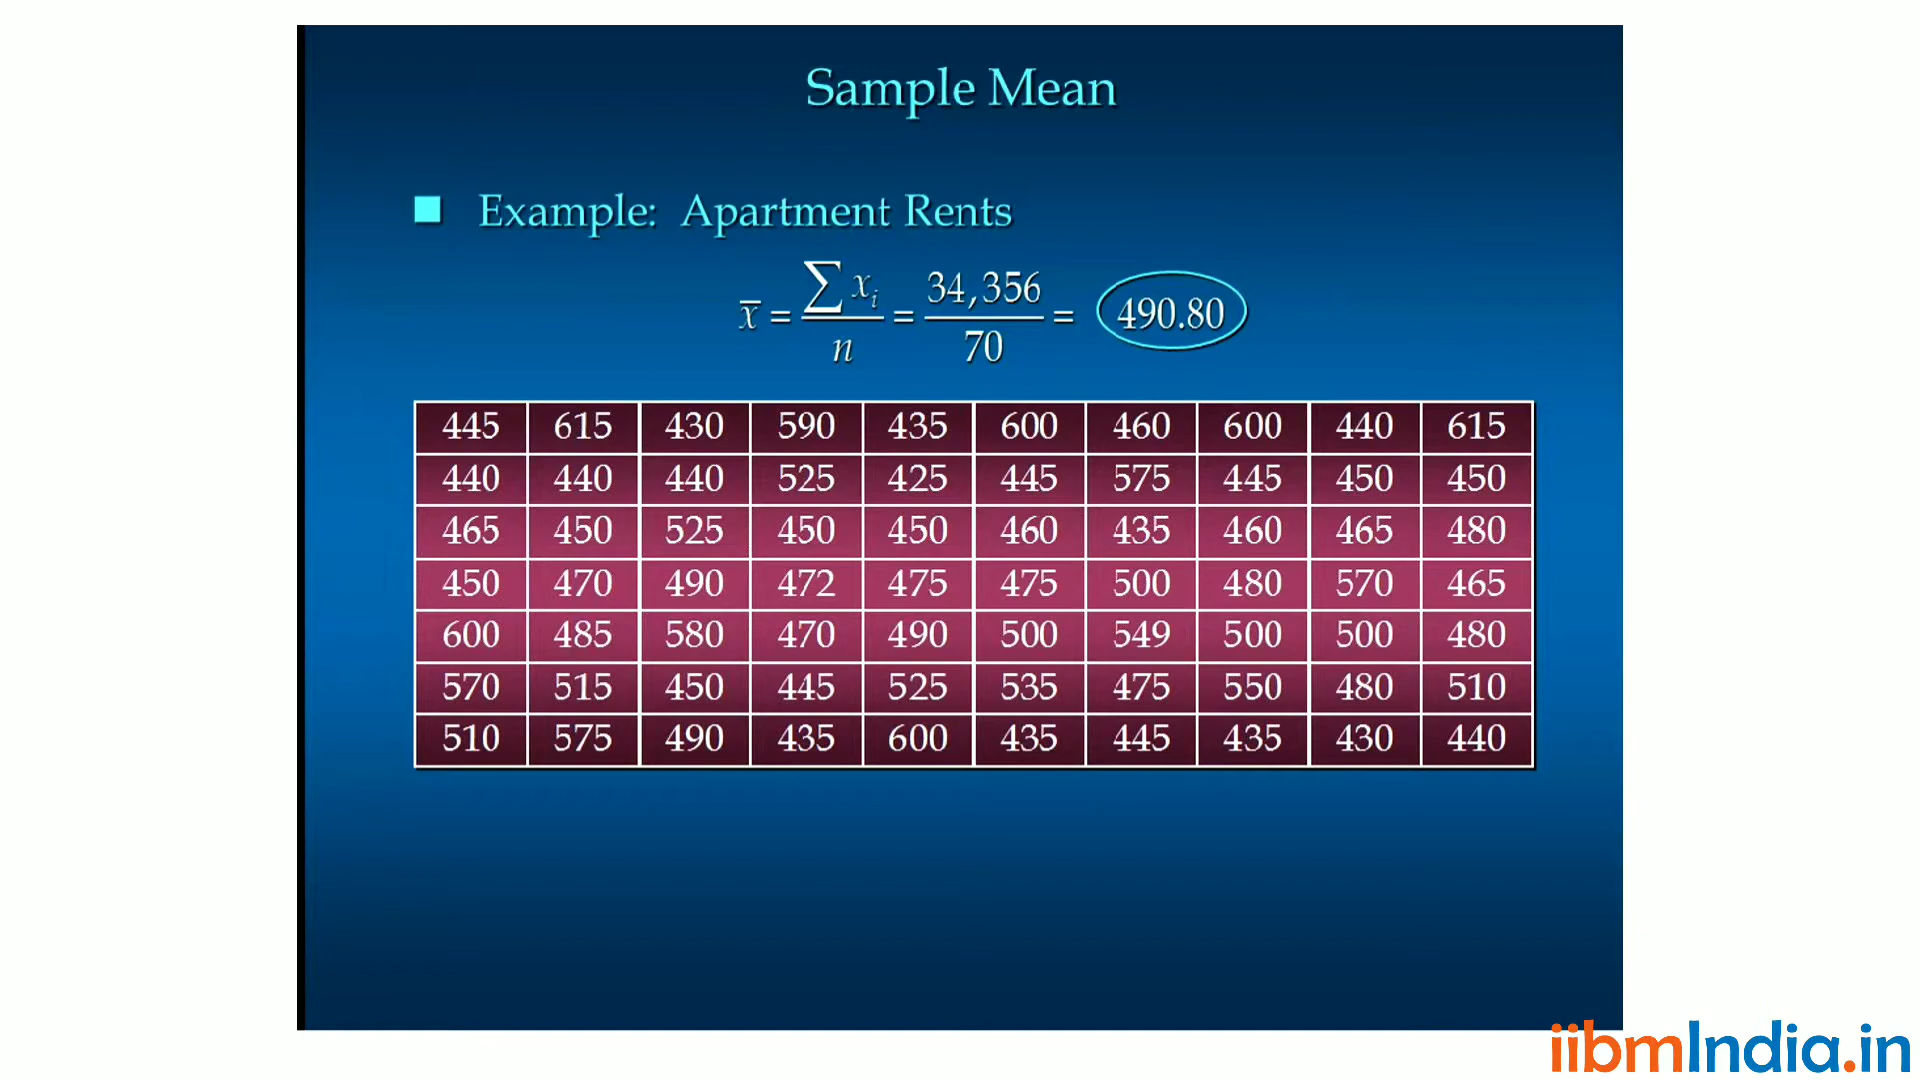 Sample Mean
Example: Apartment Rents
x̄ = ∑ xᵢ / n = 34,356 / 70 = 490.80
445 615 430 590 435 600 460 600 440 615
440 440 440 525 425 445 575 445 450 450
465 450 525 450 450 460 435 460 465 480
450 470 490 472 475 475 500 480 570 465
600 485 580 470 490 500 549 500 500 480
570 515 450 445 525 535 475 550 480 510
510 575 490 435 600 435 445 435 430 440
iibmIndia.in